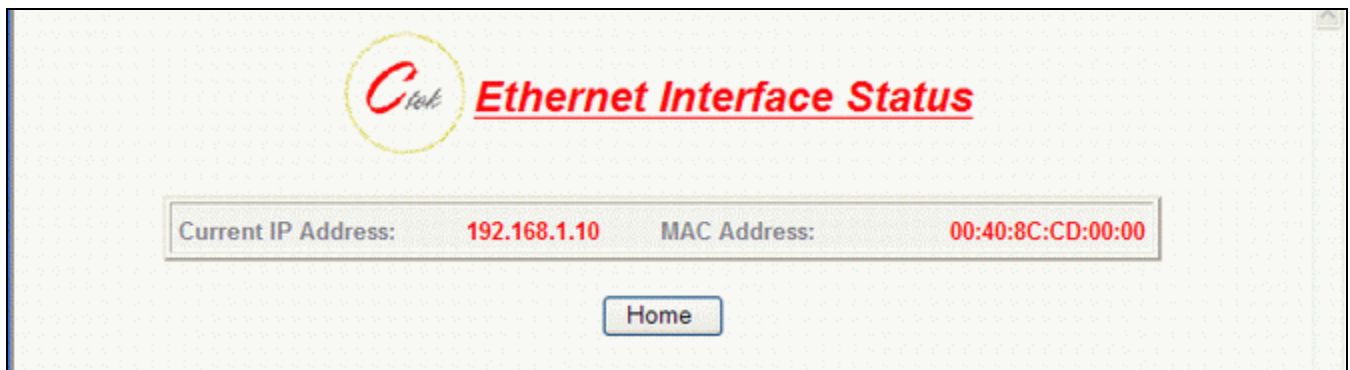 Ctek
Ethernet Interface Status
Current IP Address: 192.168.1.10 MAC Address: 00:40:8C:CD:00:00
Home